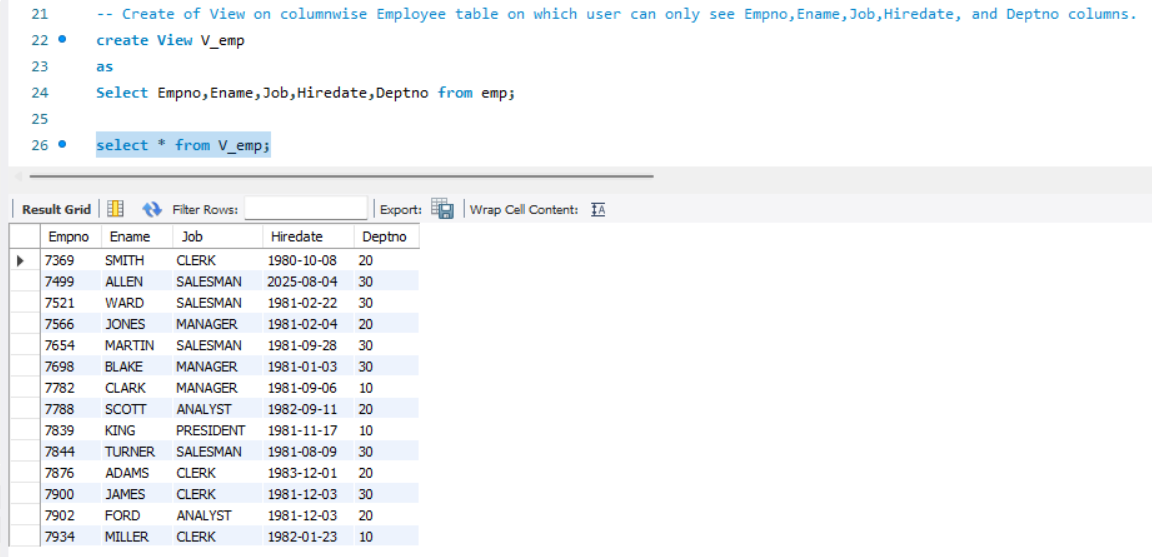 21 -- Create of View on columnwise Employee table on which user can only see Empno,Ename,Job,Hiredate, and Deptno columns.
22 create View V_emp
23 as
24 Select Empno,Ename,Job,Hiredate,Deptno from emp;
25
26 select * from V_emp;
Result Grid Filter Rows: Export: Wrap Cell Content: IA
Empno Ename Job Hiredate Deptno
7369 SMITH CLERK 1980-10-08 20
7499 ALLEN SALESMAN 2025-08-04 30
7521 WARD SALESMAN 1981-02-22 30
7566 JONES MANAGER 1981-02-04 20
7654 MARTIN SALESMAN 1981-09-28 30
7698 BLAKE MANAGER 1981-01-03 30
7782 CLARK MANAGER 1981-09-06 10
7788 SCOTT ANALYST 1982-09-11 20
7839 KING PRESIDENT 1981-11-17 10
7844 TURNER SALESMAN 1981-08-09 30
7876 ADAMS CLERK 1983-12-01 20
7900 JAMES CLERK 1981-12-03 30
7902 FORD ANALYST 1981-12-03 20
7934 MILLER CLERK 1982-01-23 10